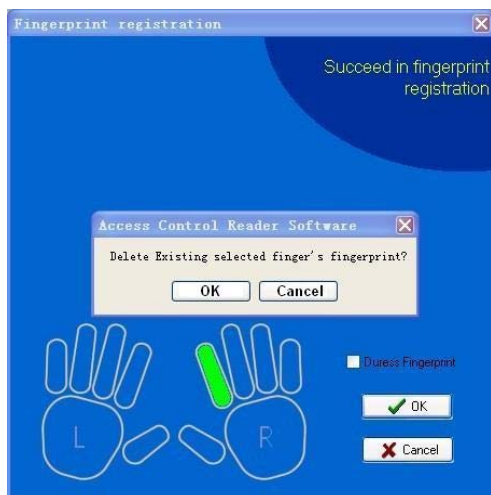 Fingerprint registration
Succeed in fingerprint
registration
Access Control Reader Software
Delete Existing selected finger's fingerprint?
OK
Cancel
Duress Fingerprint
L
R
OK
Cancel